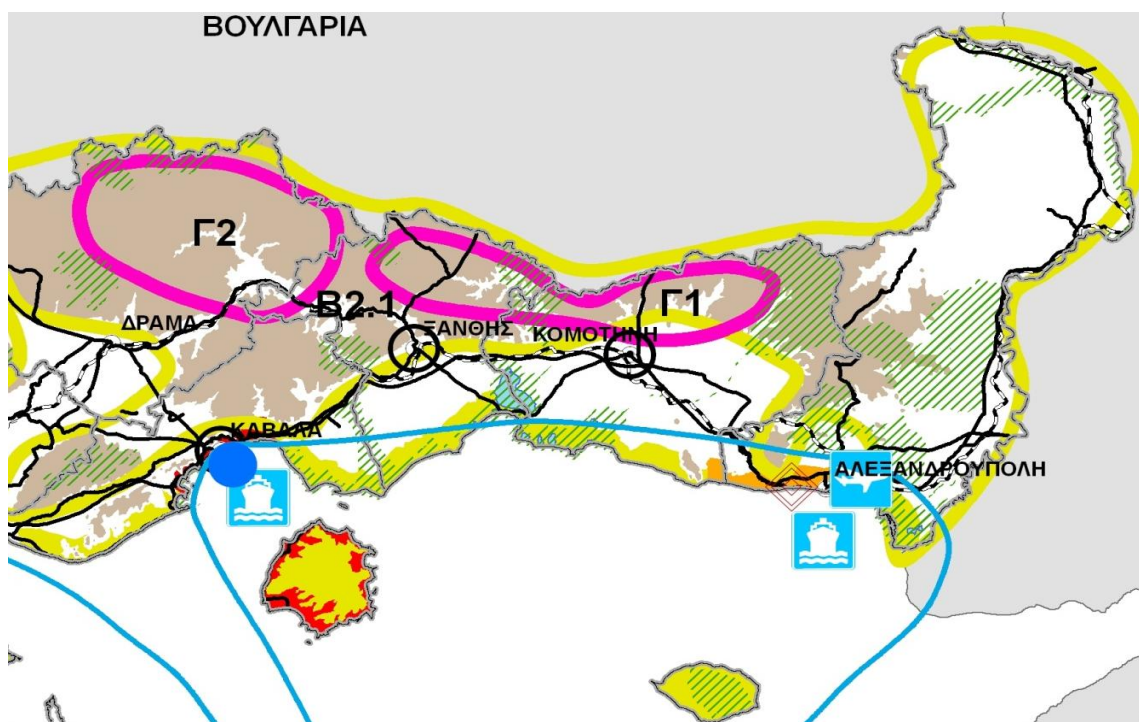 ΒΟΥΛΓΑΡΙΑ
Γ2
Β2.1
Γ1
ΔΡΑΜΑ
ΞΑΝΘΗΣ
ΚΟΜΟΤΗΝΗ
ΚΑΒΑΛΑ
ΑΛΕΞΑΝΔΡΟΥΠΟΛΗ